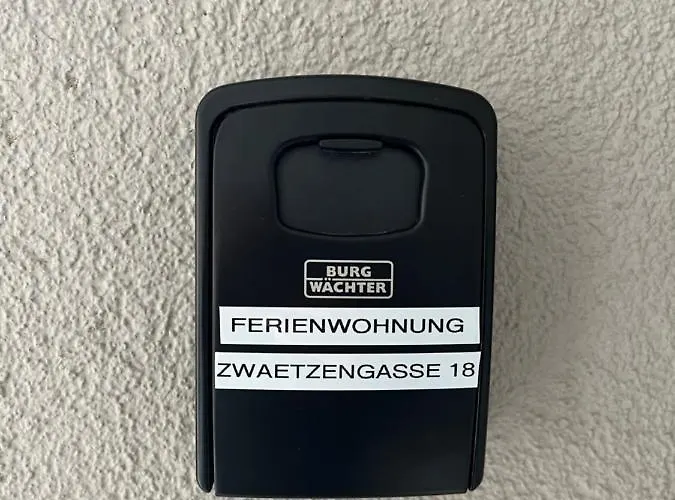 BURG
WÄCHTER
FERIENWOHNUNG
ZWAETZENGASSE 18